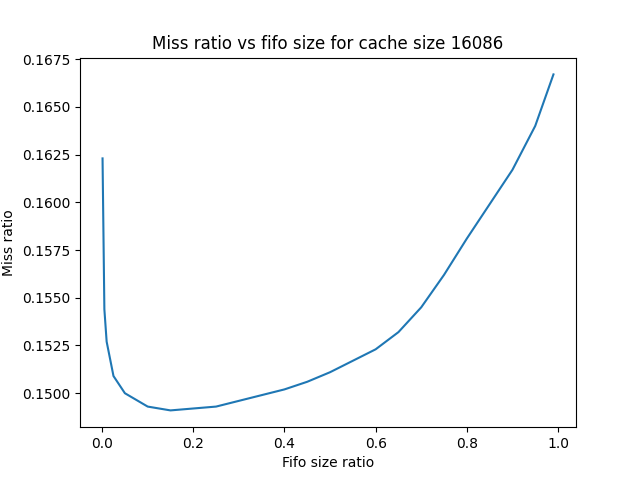 Miss ratio vs fifo size for cache size 16086
0.1675
0.1650
0.1625
0.1600
0.1575
0.1550
0.1525
0.1500
Miss ratio
0.0 0.2 0.4 0.6 0.8 1.0
Fifo size ratio